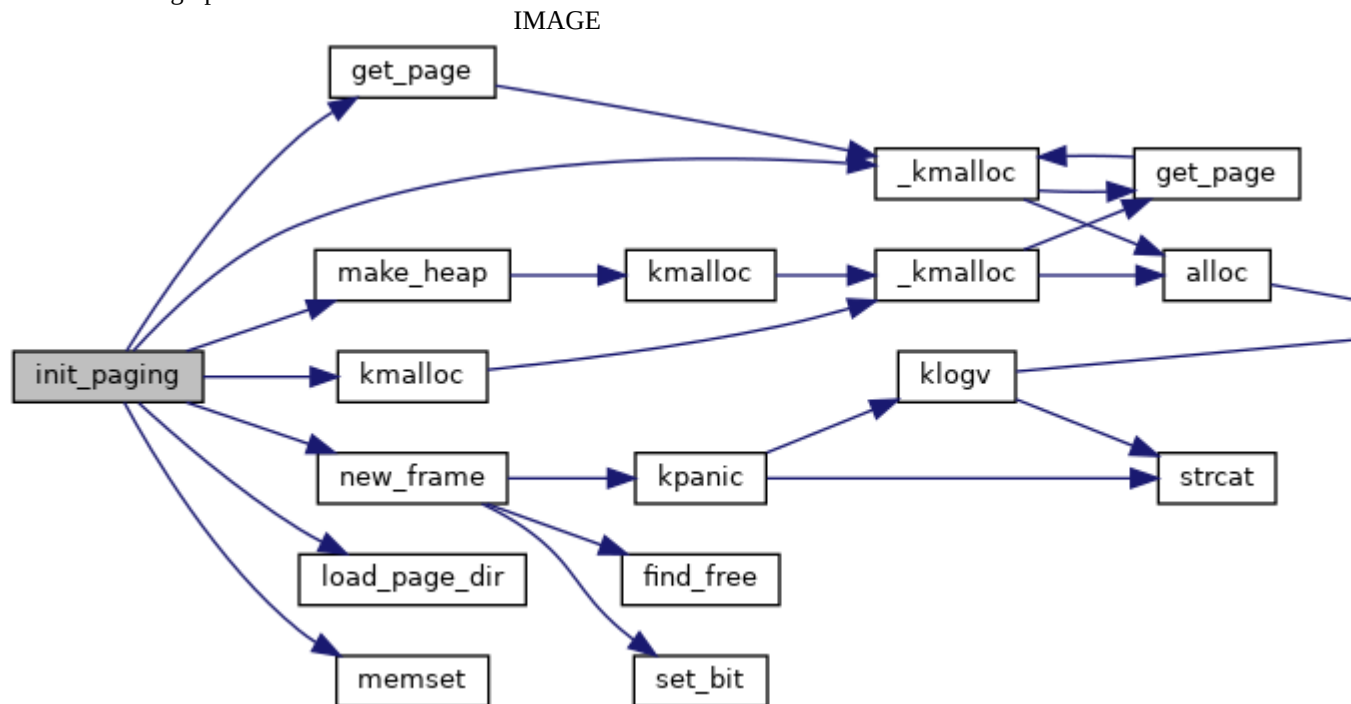 IMAGE
get_page
_kmalloc
get_page
make_heap
kmalloc
_kmalloc
alloc
init_paging
kmalloc
klogv
new_frame
kpanic
strcat
load_page_dir
find_free
memset
set_bit